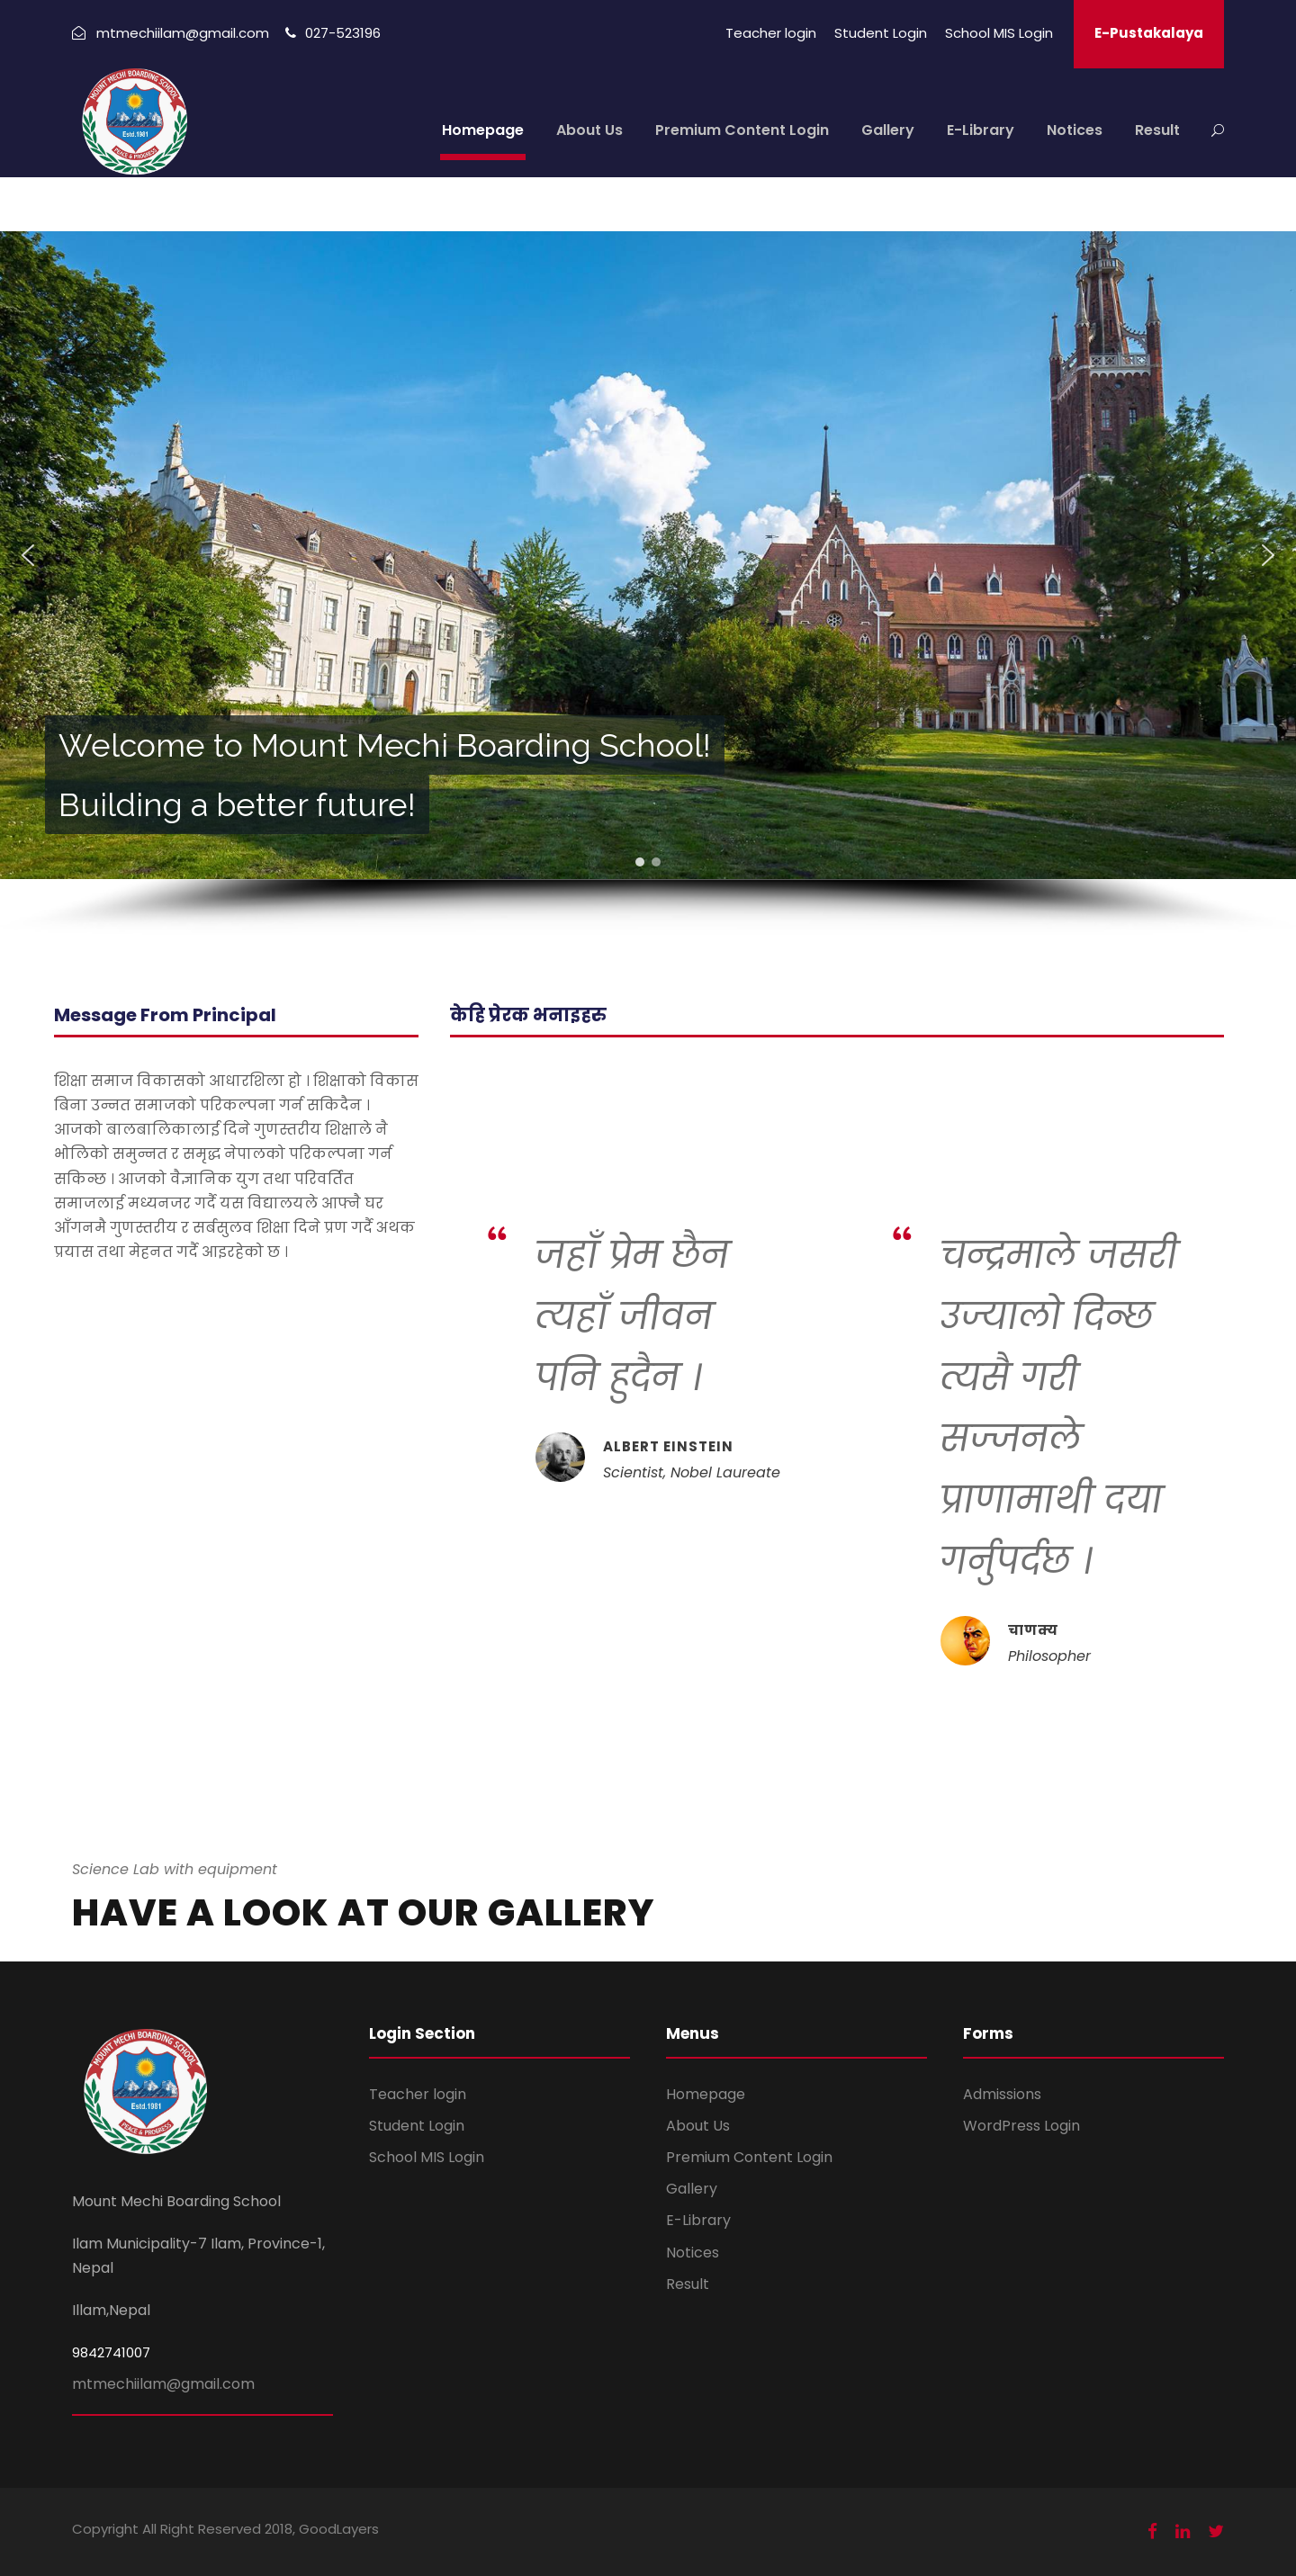 mtmechiilam@gmail.com 027-523196
Teacher login Student Login School MIS Login E-Pustakalaya
MOUNT MECHI BOARDING SCHOOL
Estd.1981
PEACE & PROGRESS
Homepage About Us Premium Content Login Gallery E-Library Notices Result
Welcome to Mount Mechi Boarding School!
Building a better future!
Message From Principal
शिक्षा समाज विकासको आधारशिला हो । शिक्षाको विकास
बिना उन्नत समाजको परिकल्पना गर्न सकिदैन ।
आजको बालबालिकालाई दिने गुणस्तरीय शिक्षाले नै
भोलिको समुन्नत र समृद्ध नेपालको परिकल्पना गर्न
सकिन्छ । आजको वैज्ञानिक युग तथा परिवर्तित
समाजलाई मध्यनजर गर्दै यस विद्यालयले आफ्नै घर
आँगनमै गुणस्तरीय र सर्बसुलव शिक्षा दिने प्रण गर्दै अथक
प्रयास तथा मेहनत गर्दै आइरहेको छ ।
केहि प्रेरक भनाइहरु
“
जहाँ प्रेम छैन
त्यहाँ जीवन
पनि हुदैन ।
ALBERT EINSTEIN
Scientist, Nobel Laureate
“
चन्द्रमाले जसरी
उज्यालो दिन्छ
त्यसै गरी
सज्जनले
प्राणामाथी दया
गर्नुपर्दछ ।
चाणक्य
Philosopher
Science Lab with equipment
HAVE A LOOK AT OUR GALLERY
MOUNT MECHI BOARDING SCHOOL
Estd.1981
PEACE & PROGRESS
Mount Mechi Boarding School
Ilam Municipality-7 Ilam, Province-1,
Nepal
Illam,Nepal
9842741007
mtmechiilam@gmail.com
Login Section
Teacher login
Student Login
School MIS Login
Menus
Homepage
About Us
Premium Content Login
Gallery
E-Library
Notices
Result
Forms
Admissions
WordPress Login
Copyright All Right Reserved 2018, GoodLayers